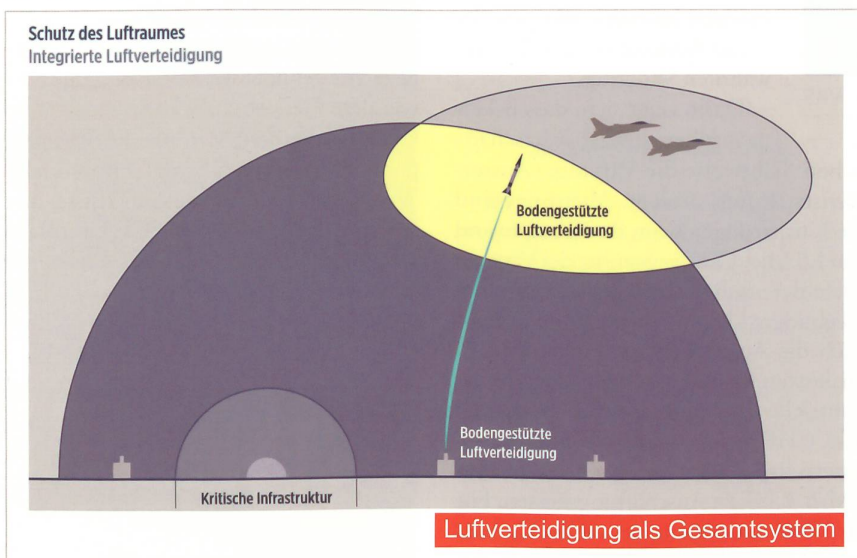 Schutz des Luftraumes
Integrierte Luftverteidigung
Bodengestützte
Luftverteidigung
Bodengestützte
Luftverteidigung
Kritische Infrastruktur
Luftverteidigung als Gesamtsystem